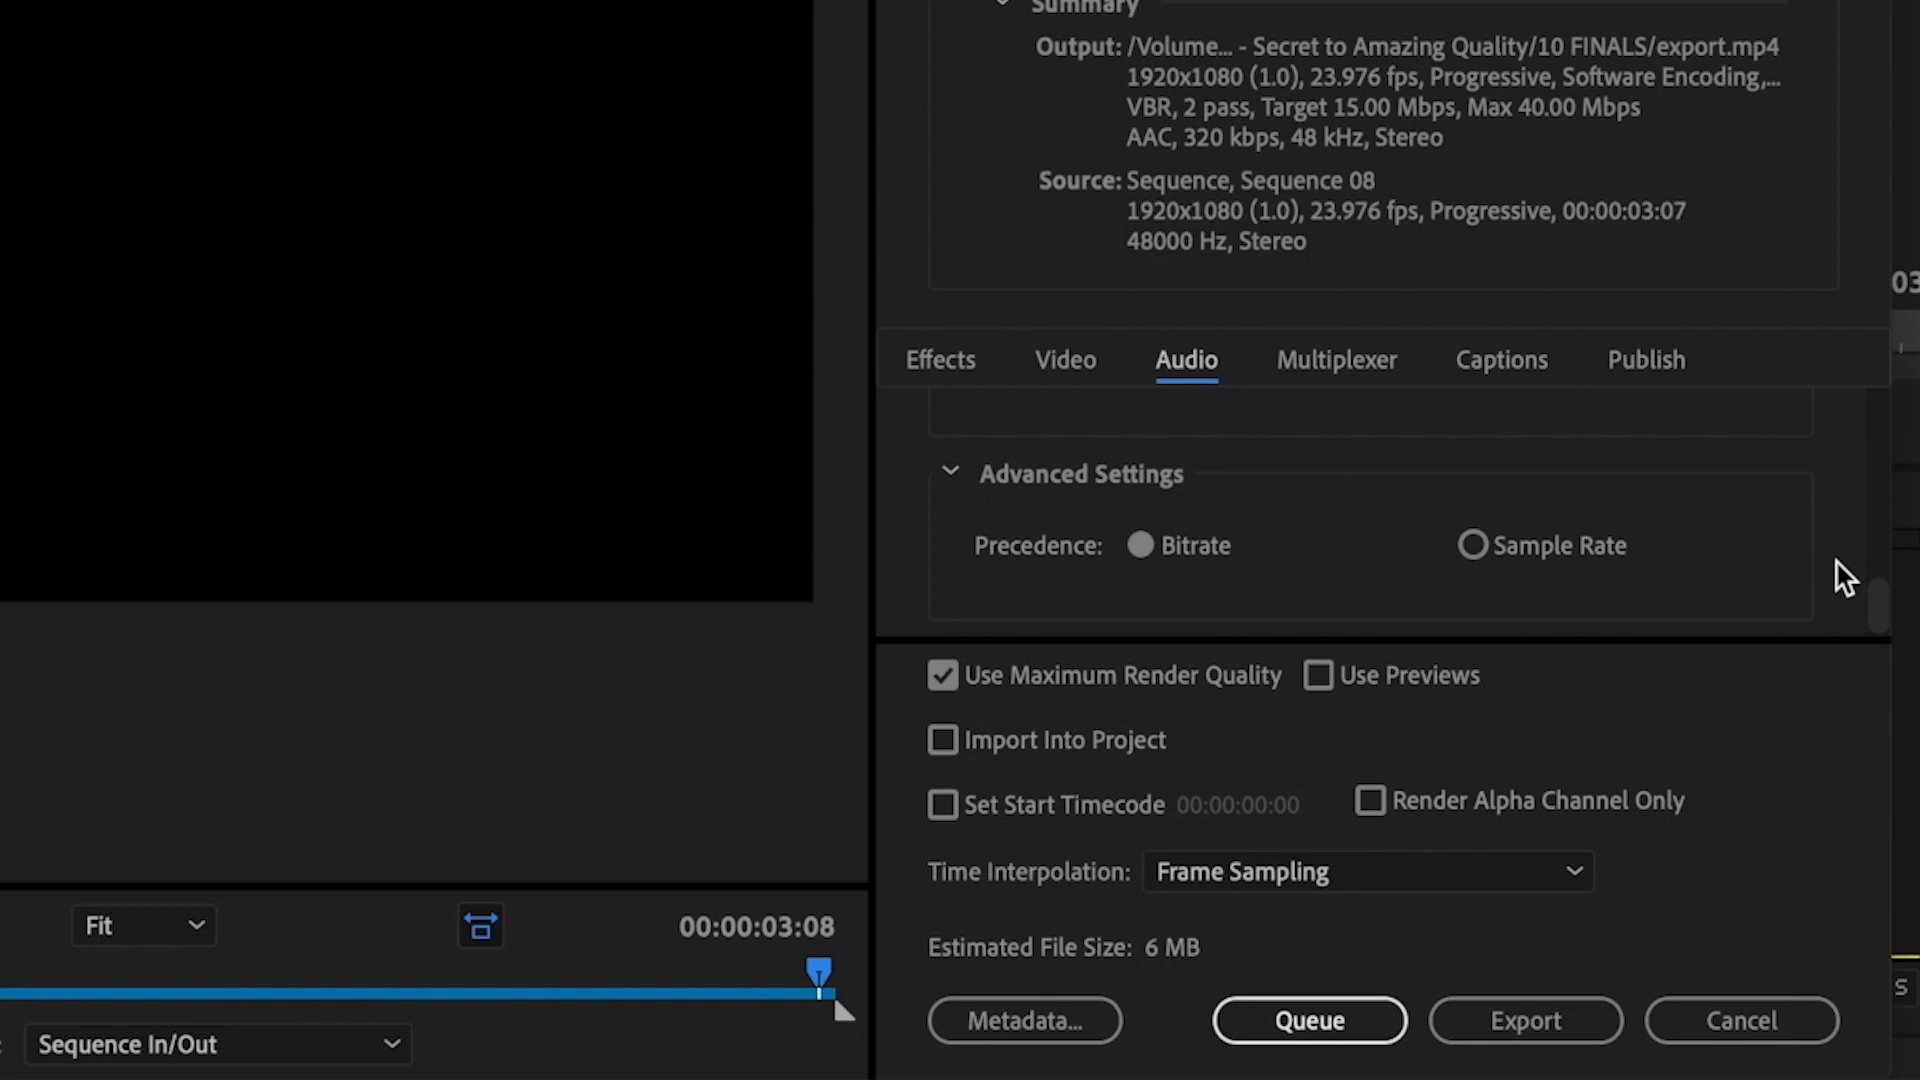 Summary
Output: /Volume... - Secret to Amazing Quality/10 FINALS/export.mp4
1920x1080 (1.0), 23.976 fps, Progressive, Software Encoding,...
VBR, 2 pass, Target 15.00 Mbps, Max 40.00 Mbps
AAC, 320 kbps, 48 kHz, Stereo
Source: Sequence, Sequence 08
1920x1080 (1.0), 23.976 fps, Progressive, 00:00:03:07
48000 Hz, Stereo
03
Effects Video Audio Multiplexer Captions Publish
Advanced Settings
Precedence: Bitrate Sample Rate
Use Maximum Render Quality Use Previews
Import Into Project
Set Start Timecode 00:00:00:00 Render Alpha Channel Only
Time Interpolation: Frame Sampling
Fit 00:00:03:08
Estimated File Size: 6 MB
S
Metadata... Queue Export Cancel
Sequence In/Out